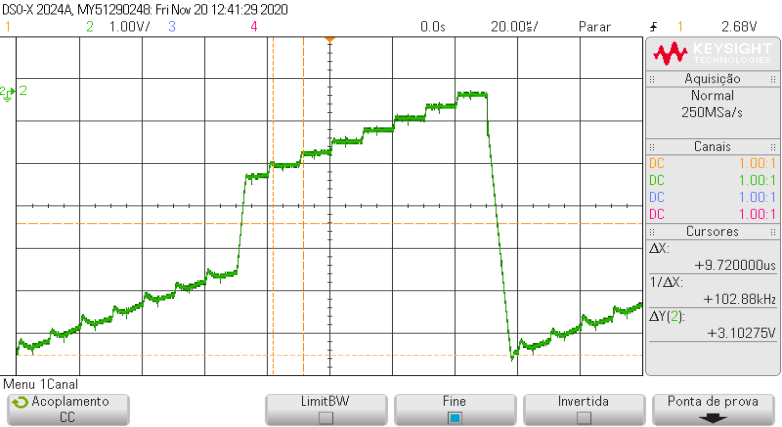 DSO-X 2024A, MY51290248: Fri Nov 20 12:41:29 2020
1 2 1.00V/ 3 4 0.0s 20.00µs/ Parar 1 2.68V
KEYSIGHT
TECHNOLOGIES
Aquisição
Normal
250MSa/s
Canais
DC 1.00:1
DC 1.00:1
DC 1.00:1
DC 1.00:1
Cursores
ΔX:
+9.720000us
1/ΔX:
+102.88kHz
ΔY(2):
+3.10275V
2 2
Menu 1Canal
Acoplamento
CC
LimitBW
Fine
Invertida
Ponta de prova